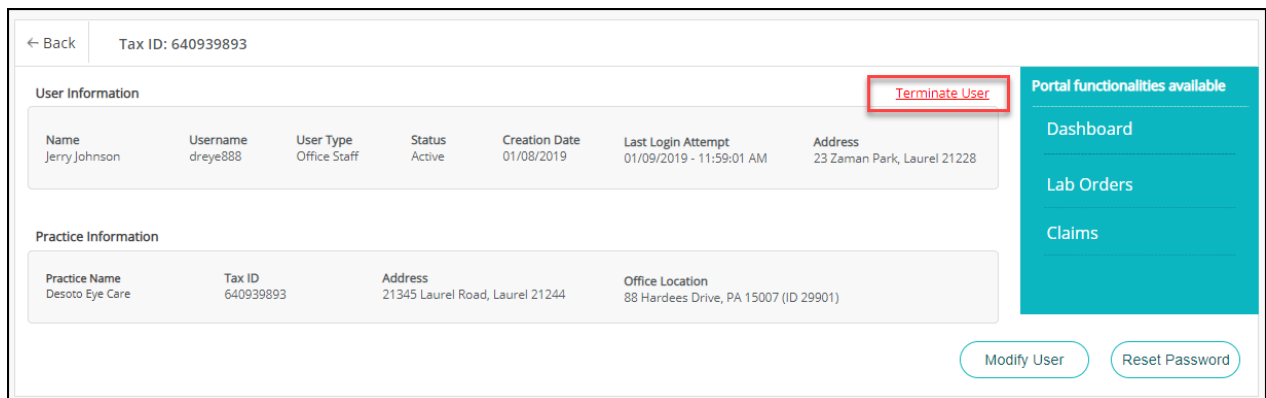 ← Back Tax ID: 640939893
User Information Terminate User
Name Username User Type Status Creation Date Last Login Attempt Address
Jerry Johnson dreye888 Office Staff Active 01/08/2019 01/09/2019 - 11:59:01 AM 23 Zaman Park, Laurel 21228
Practice Information
Practice Name Tax ID Address Office Location
Desoto Eye Care 640939893 21345 Laurel Road, Laurel 21244 88 Hardees Drive, PA 15007 (ID 29901)
Portal functionalities available
Dashboard
Lab Orders
Claims
Modify User Reset Password